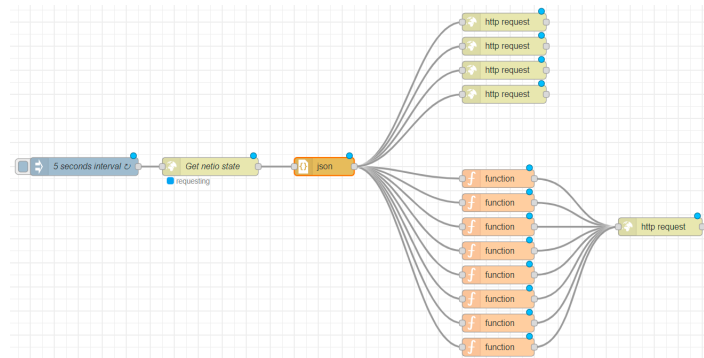 http request
http request
http request
http request
5 seconds interval ↻
Get netio state
json
requesting
function
function
function
http request
function
function
function
function
function